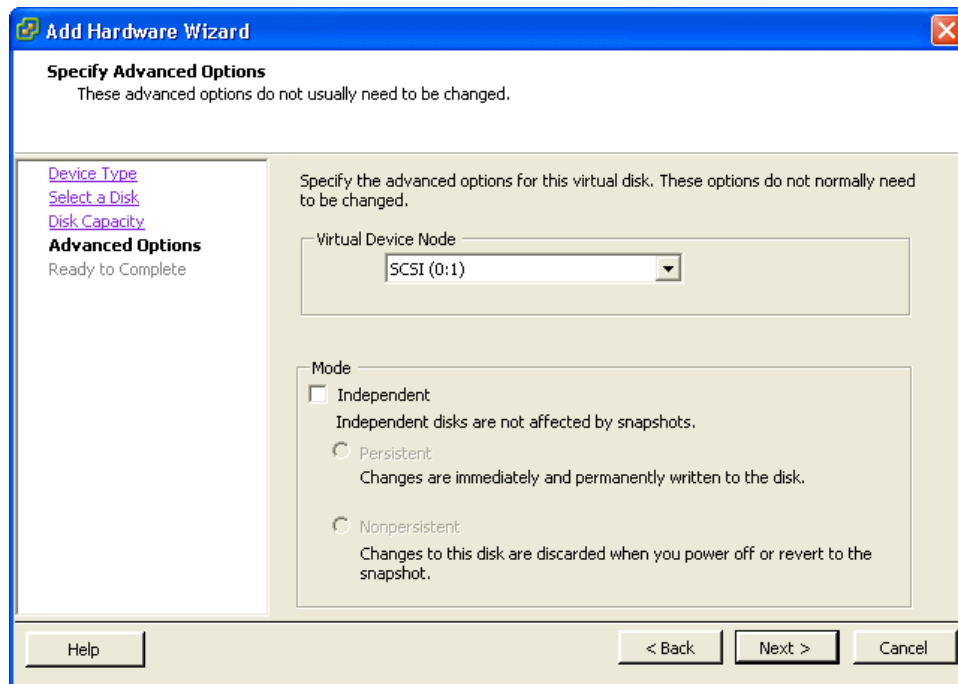 Add Hardware Wizard
Specify Advanced Options
These advanced options do not usually need to be changed.
Device Type
Select a Disk
Disk Capacity
Advanced Options
Ready to Complete
Specify the advanced options for this virtual disk. These options do not normally need
to be changed.
Virtual Device Node
SCSI (0:1)
Mode
Independent
Independent disks are not affected by snapshots.
Persistent
Changes are immediately and permanently written to the disk.
Nonpersistent
Changes to this disk are discarded when you power off or revert to the
snapshot.
Help
< Back
Next >
Cancel